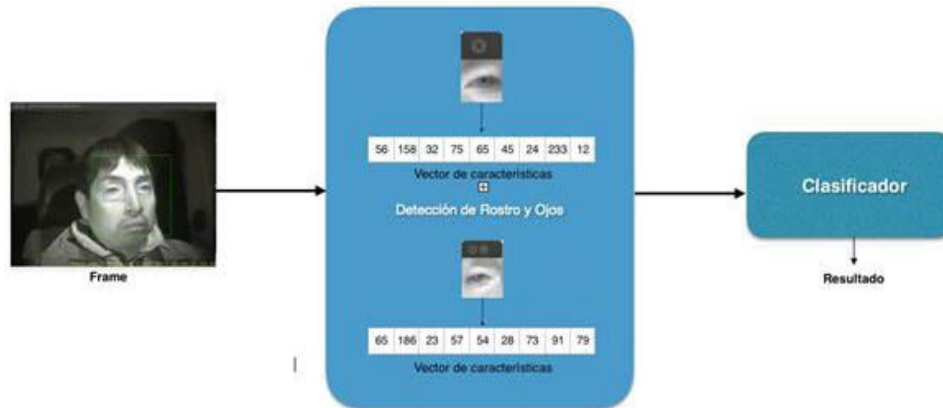 56 158 32 75 65 45 24 233 12
Vector de características
Detección de Rostro y Ojos
65 186 23 57 54 28 73 91 79
Vector de características
Frame
Clasificador
Resultado